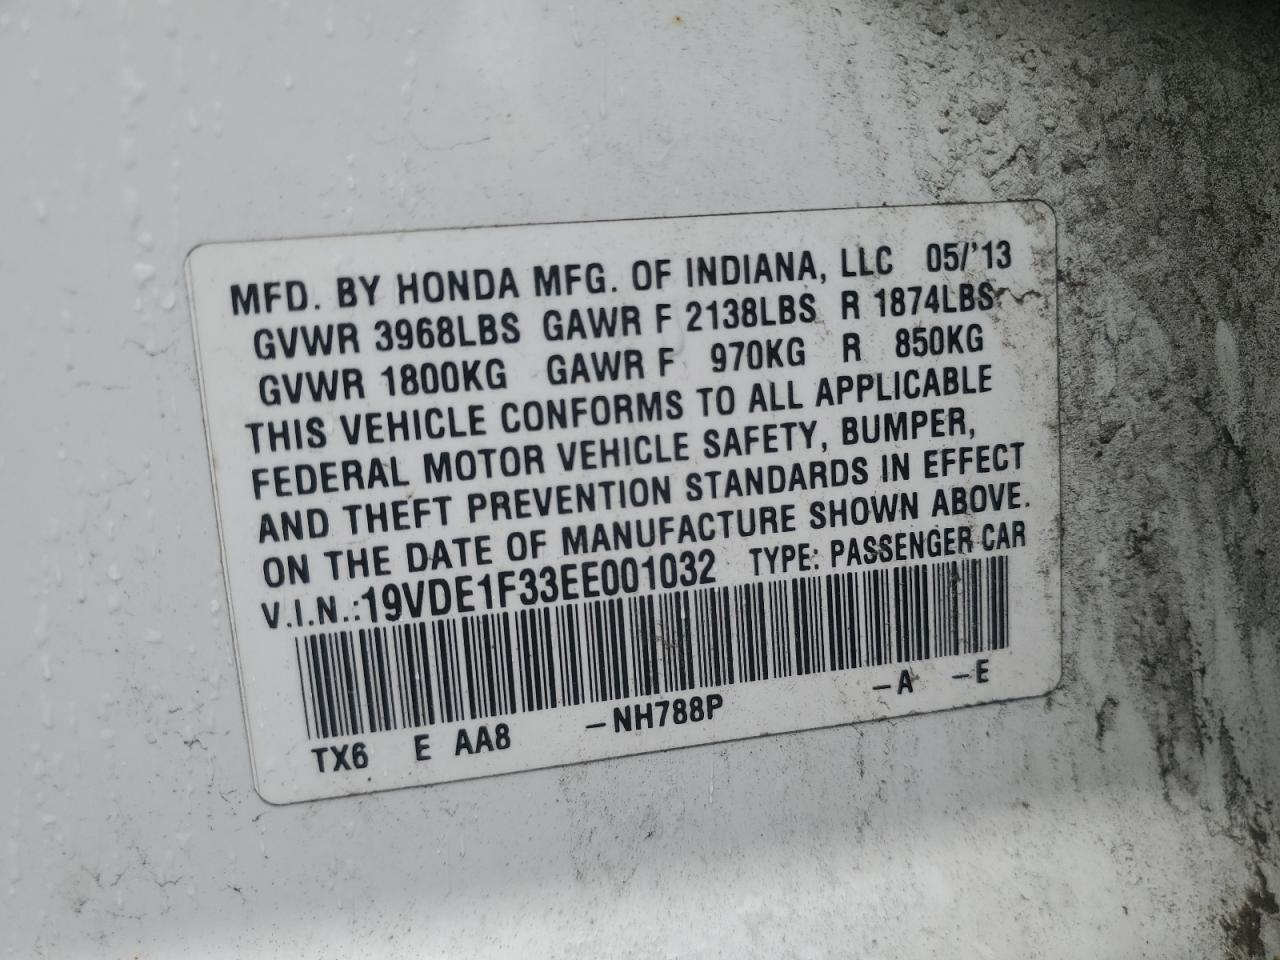 MFD. BY HONDA MFG. OF INDIANA, LLC 05/'13
GVWR 3968LBS GAWR F 2138LBS R 1874LBS
GVWR 1800KG GAWR F 970KG R 850KG
THIS VEHICLE CONFORMS TO ALL APPLICABLE
FEDERAL MOTOR VEHICLE SAFETY, BUMPER,
AND THEFT PREVENTION STANDARDS IN EFFECT
ON THE DATE OF MANUFACTURE SHOWN ABOVE.
V.I.N.:19VDE1F33EE001032 TYPE: PASSENGER CAR
TX6 E AA8 –NH788P –A –E